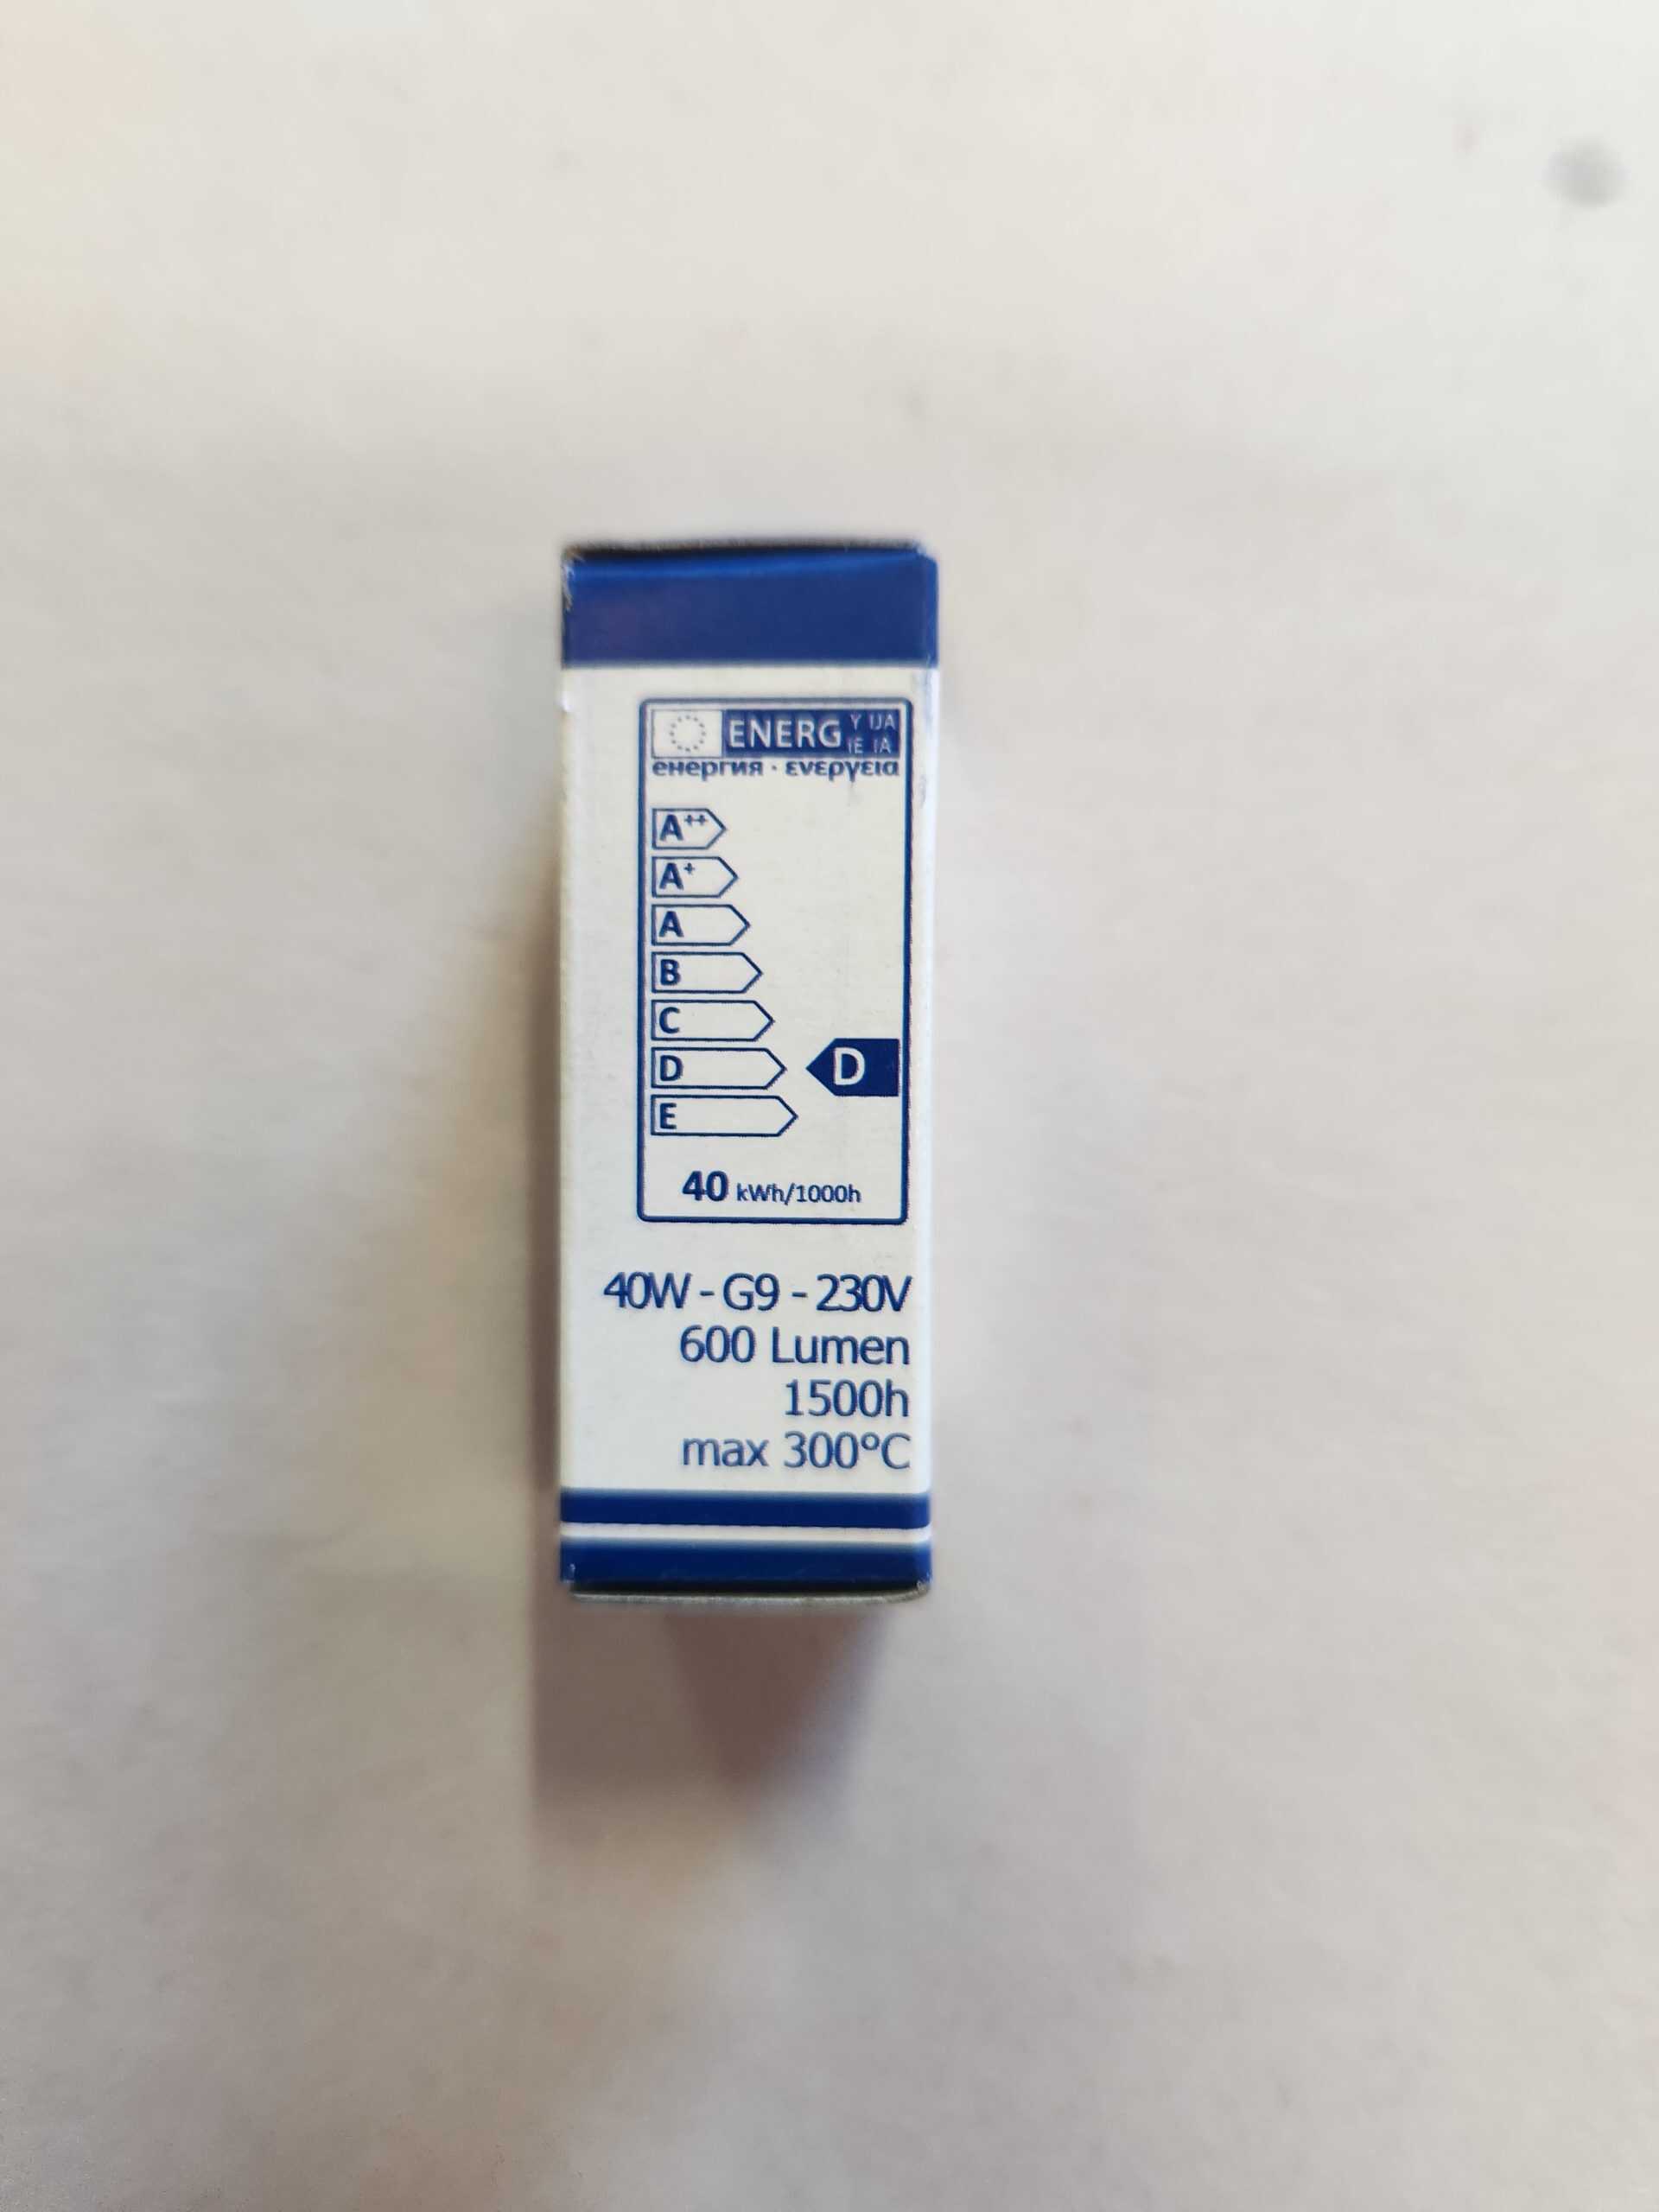 ENERG Y IJA
IE IA
енергия · ενεργεια
A++
A+
A
B
C
D D
E
40 kWh/1000h
40W - G9 - 230V
600 Lumen
1500h
max 300°C